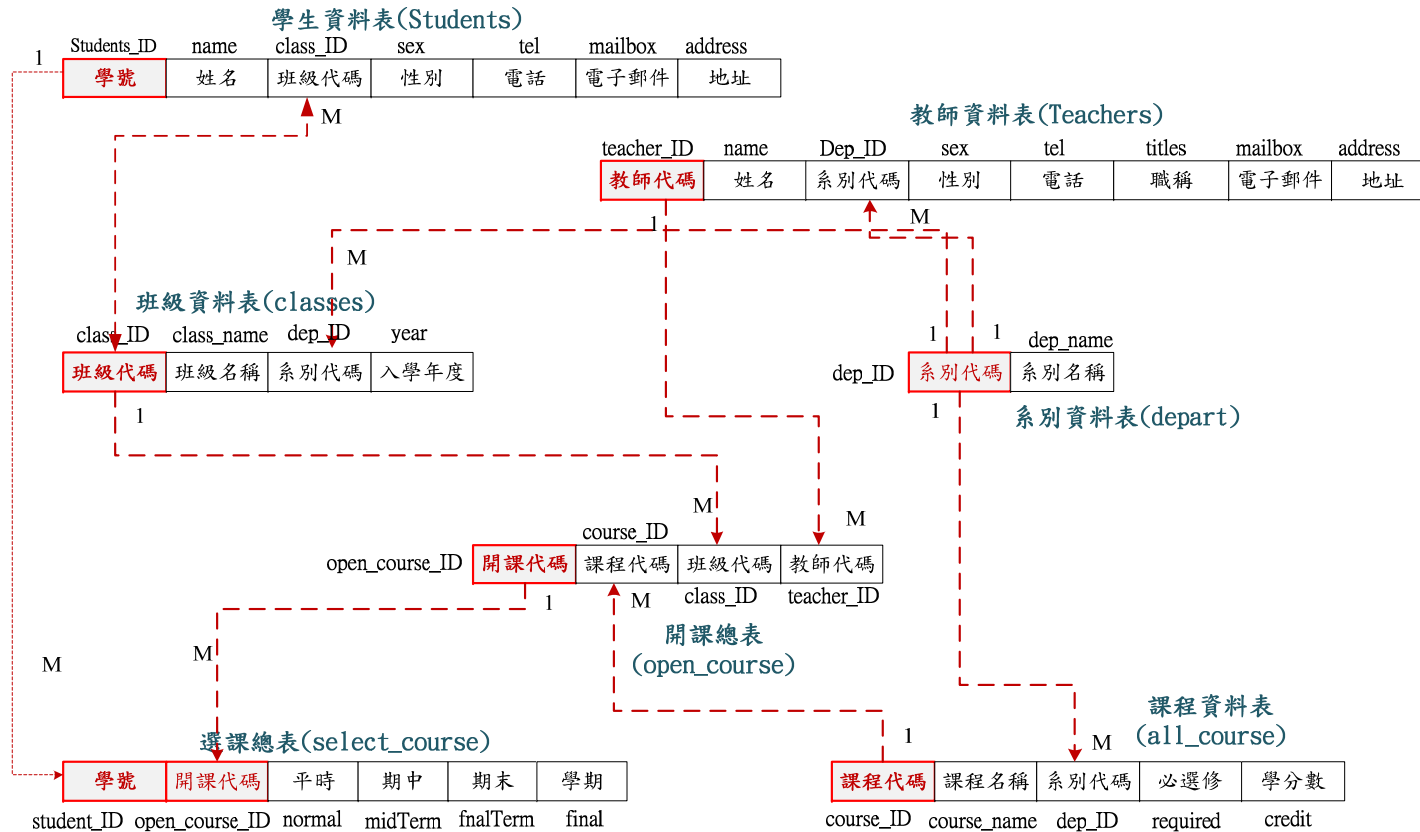 學生資料表(Students)
Students_ID name class_ID sex tel mailbox address
1
學號 姓名 班級代碼 性別 電話 電子郵件 地址
M
教師資料表(Teachers)
teacher_ID name Dep_ID sex tel titles mailbox address
教師代碼 姓名 系別代碼 性別 電話 職稱 電子郵件 地址
1 M
M
班級資料表(classes)
class_ID class_name dep_ID year
1 1
dep_name
班級代碼 班級名稱 系別代碼 入學年度
dep_ID 系別代碼 系別名稱
1 1
系別資料表(depart)
M M
course_ID
open_course_ID 開課代碼 課程代碼 班級代碼 教師代碼
class_ID teacher_ID
1 M
開課總表
(open_course)
M M
課程資料表
(all_course)
選課總表(select_course)
1 M
學號 開課代碼 平時 期中 期末 學期
student_ID open_course_ID normal midTerm fnalTerm final
課程代碼 課程名稱 系別代碼 必選修 學分數
course_ID course_name dep_ID required credit